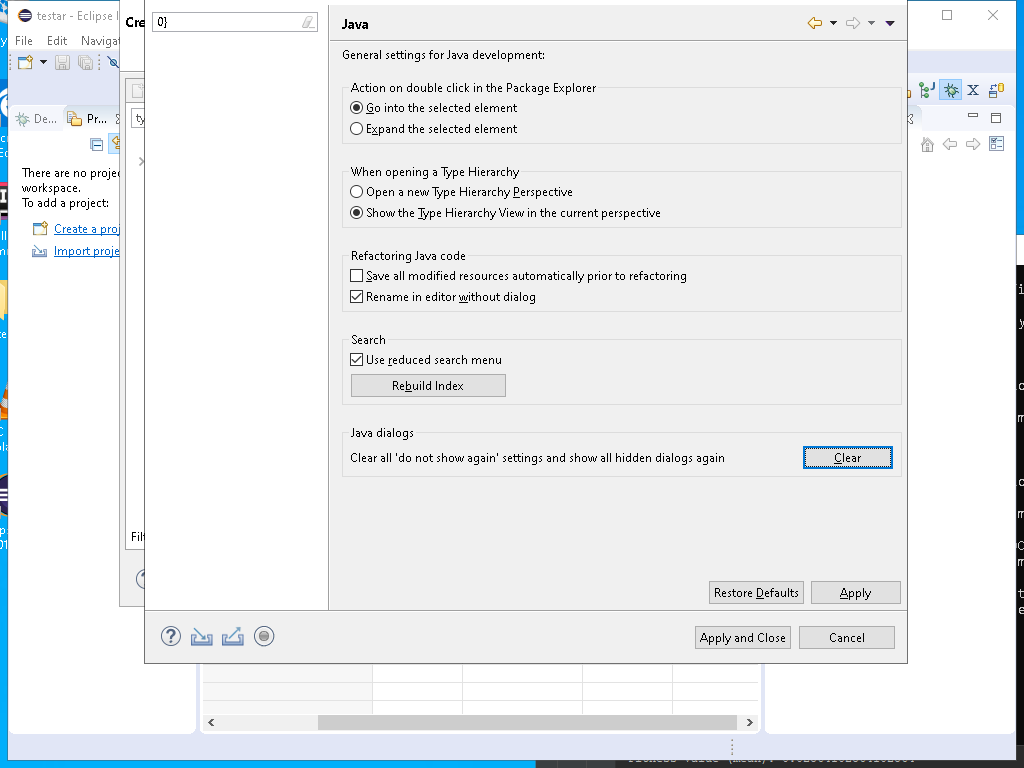 testar - Eclipse I
Cre
File Edit Navigat
0}
Java
General settings for Java development:
Action on double click in the Package Explorer
Go into the selected element
Expand the selected element
De...
Pr...
ty
When opening a Type Hierarchy
Open a new Type Hierarchy Perspective
Show the Type Hierarchy View in the current perspective
There are no projec
workspace.
To add a project:
Create a proj
Import proje
Refactoring Java code
Save all modified resources automatically prior to refactoring
Rename in editor without dialog
Search
Use reduced search menu
Rebuild Index
Java dialogs
Clear all 'do not show again' settings and show all hidden dialogs again
Clear
Filt
Restore Defaults
Apply
Apply and Close
Cancel